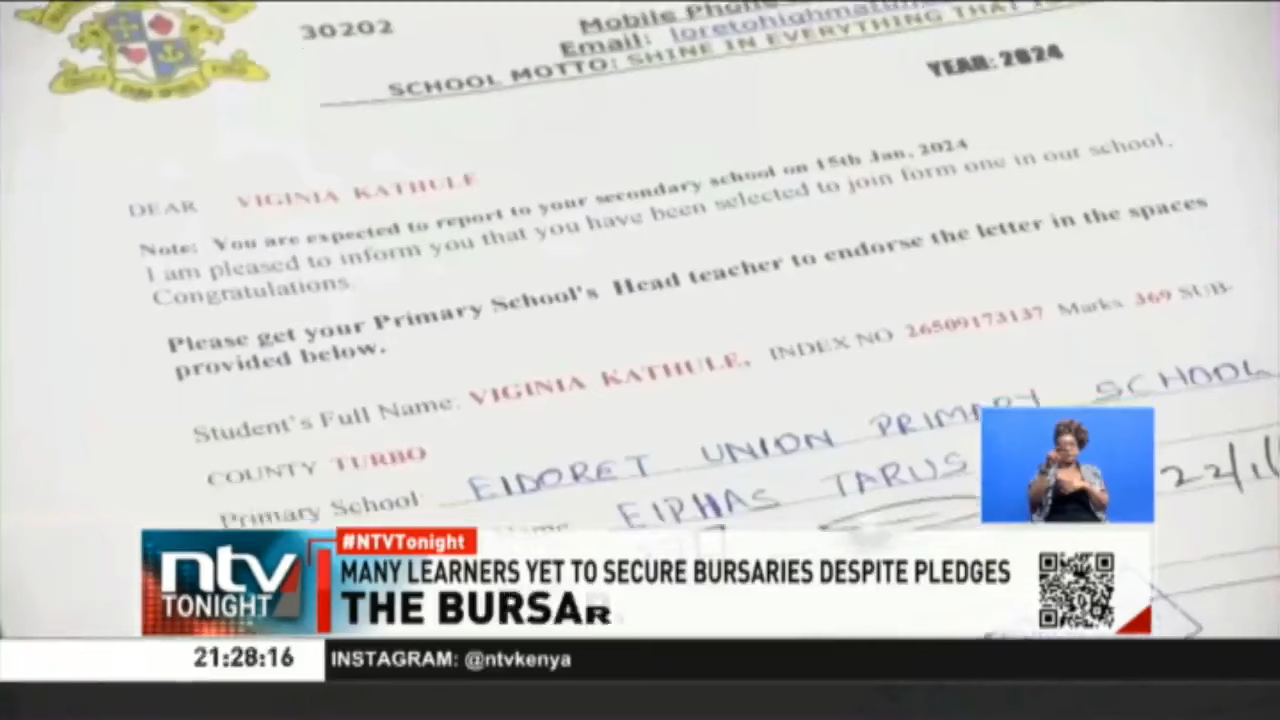 30202
Mobile Phone
Email: loretohighmatun
SCHOOL MOTTO: SHINE IN EVERYTHING THAT
YEAR: 2024
DEAR VIGINIA KATHULE
Note: You are expected to report to your secondary school on 15th Jan, 2024
I am pleased to inform you that you have been selected to join form one in our school,
Congratulations.
Please get your Primary School's Head teacher to endorse the letter in the spaces
provided below.
Student's Full Name: VIGINIA KATHULE, INDEX NO 26509173137 Marks 369 SUB-
COUNTY TURBO
Primary School: ELDORET UNION PRIMARY SCHOOL
Name ELPHAS TARUS
22/1/
ntv
TONIGHT
#NTVTonight
MANY LEARNERS YET TO SECURE BURSARIES DESPITE PLEDGES
THE BURSAR
21:28:16
INSTAGRAM: @ntvkenya